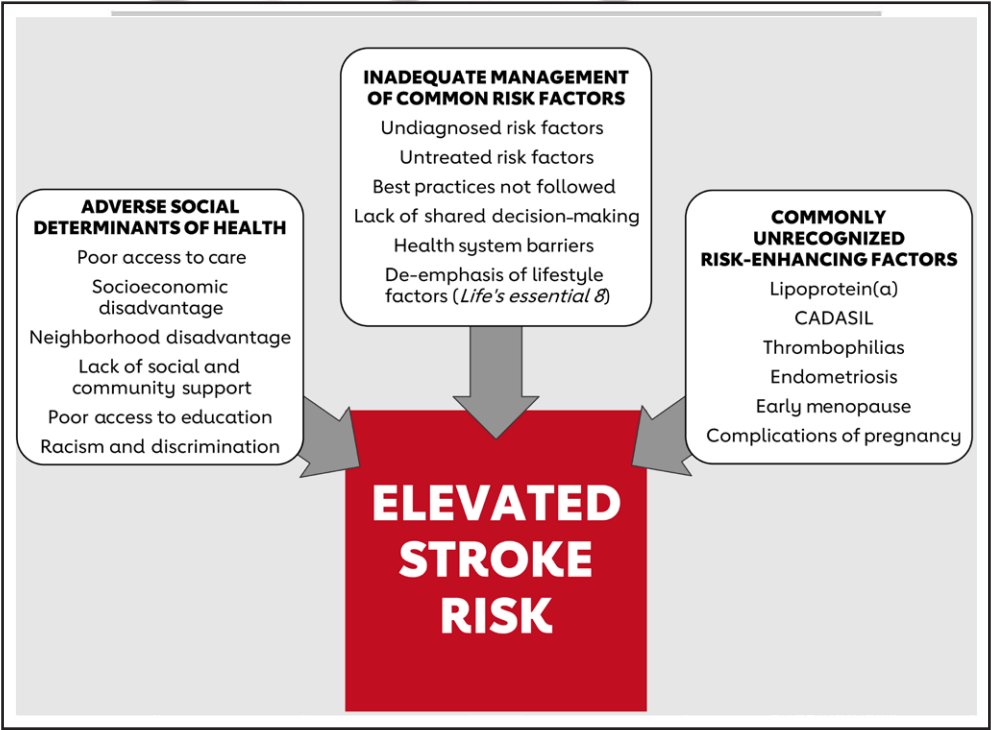 INADEQUATE MANAGEMENT
OF COMMON RISK FACTORS
Undiagnosed risk factors
Untreated risk factors
Best practices not followed
Lack of shared decision-making
Health system barriers
De-emphasis of lifestyle
factors (Life's essential 8)
ADVERSE SOCIAL
DETERMINANTS OF HEALTH
Poor access to care
Socioeconomic
disadvantage
Neighborhood disadvantage
Lack of social and
community support
Poor access to education
Racism and discrimination
COMMONLY
UNRECOGNIZED
RISK-ENHANCING FACTORS
Lipoprotein(a)
CADASIL
Thrombophilias
Endometriosis
Early menopause
Complications of pregnancy
ELEVATED
STROKE
RISK